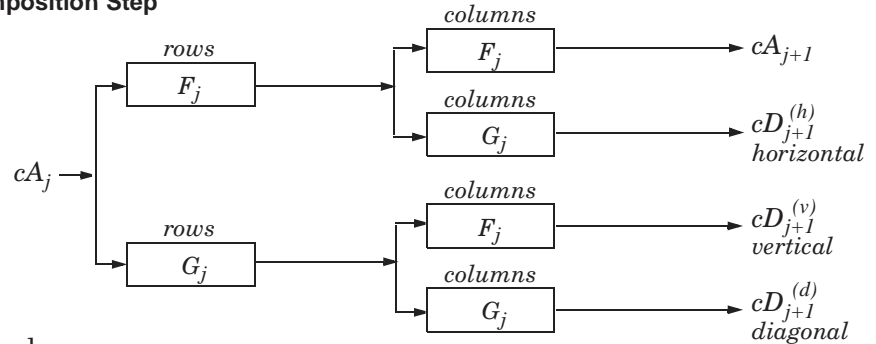 mposition Step
columns
rows
F_j
cA_{j+1}
F_j
columns
G_j
cD_{j+1}^{(h)}
horizontal
cA_j
columns
rows
F_j
cD_{j+1}^{(v)}
vertical
G_j
columns
G_j
cD_{j+1}^{(d)}
diagonal